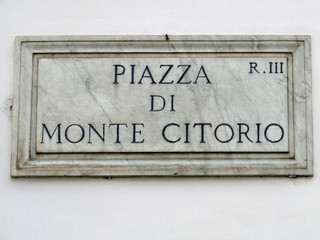 PIAZZA R. III
DI
MONTE CITORIO